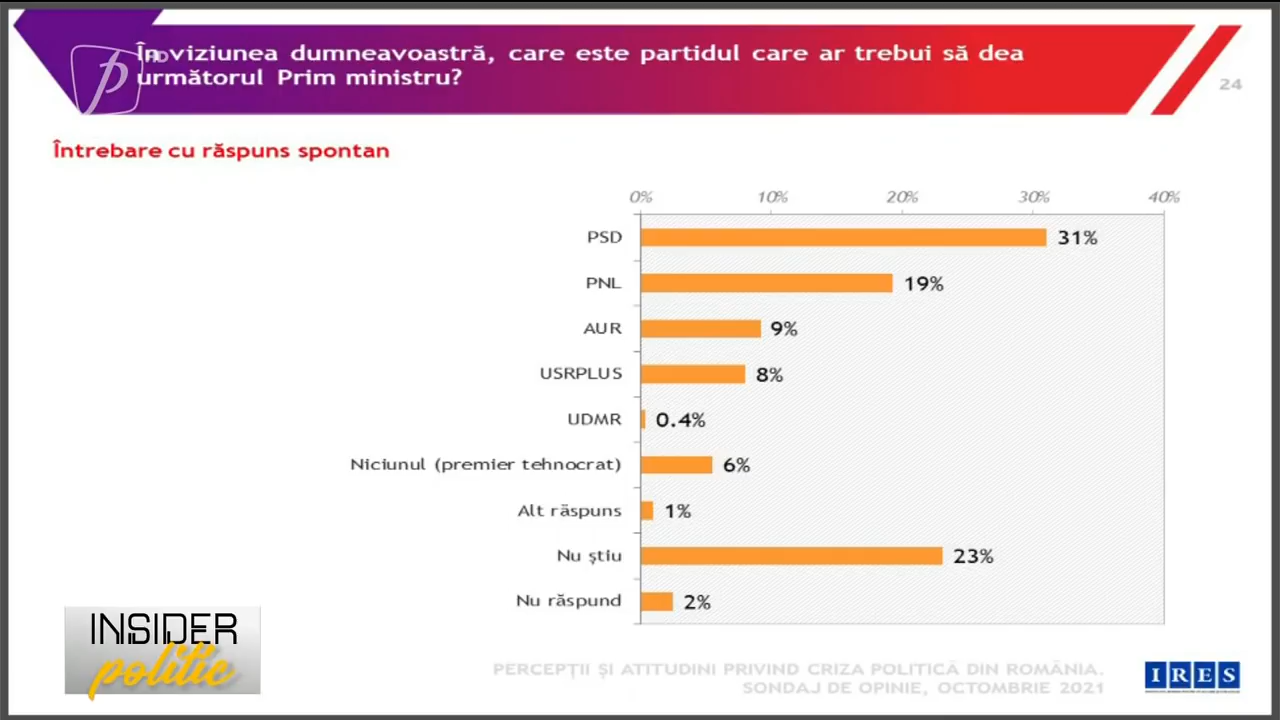 În viziunea dumneavoastră, care este partidul care ar trebui să dea
următorul Prim ministru?
HD
24
Întrebare cu răspuns spontan
0% 10% 20% 30% 40%
PSD 31%
PNL 19%
AUR 9%
USRPLUS 8%
UDMR 0.4%
Niciunul (premier tehnocrat) 6%
Alt răspuns 1%
Nu știu 23%
Nu răspund 2%
INSIDER
politic
PERCEPȚII ȘI ATITUDINI PRIVIND CRIZA POLITICĂ DIN ROMÂNIA.
SONDAJ DE OPINIE, OCTOMBRIE 2021
IRES